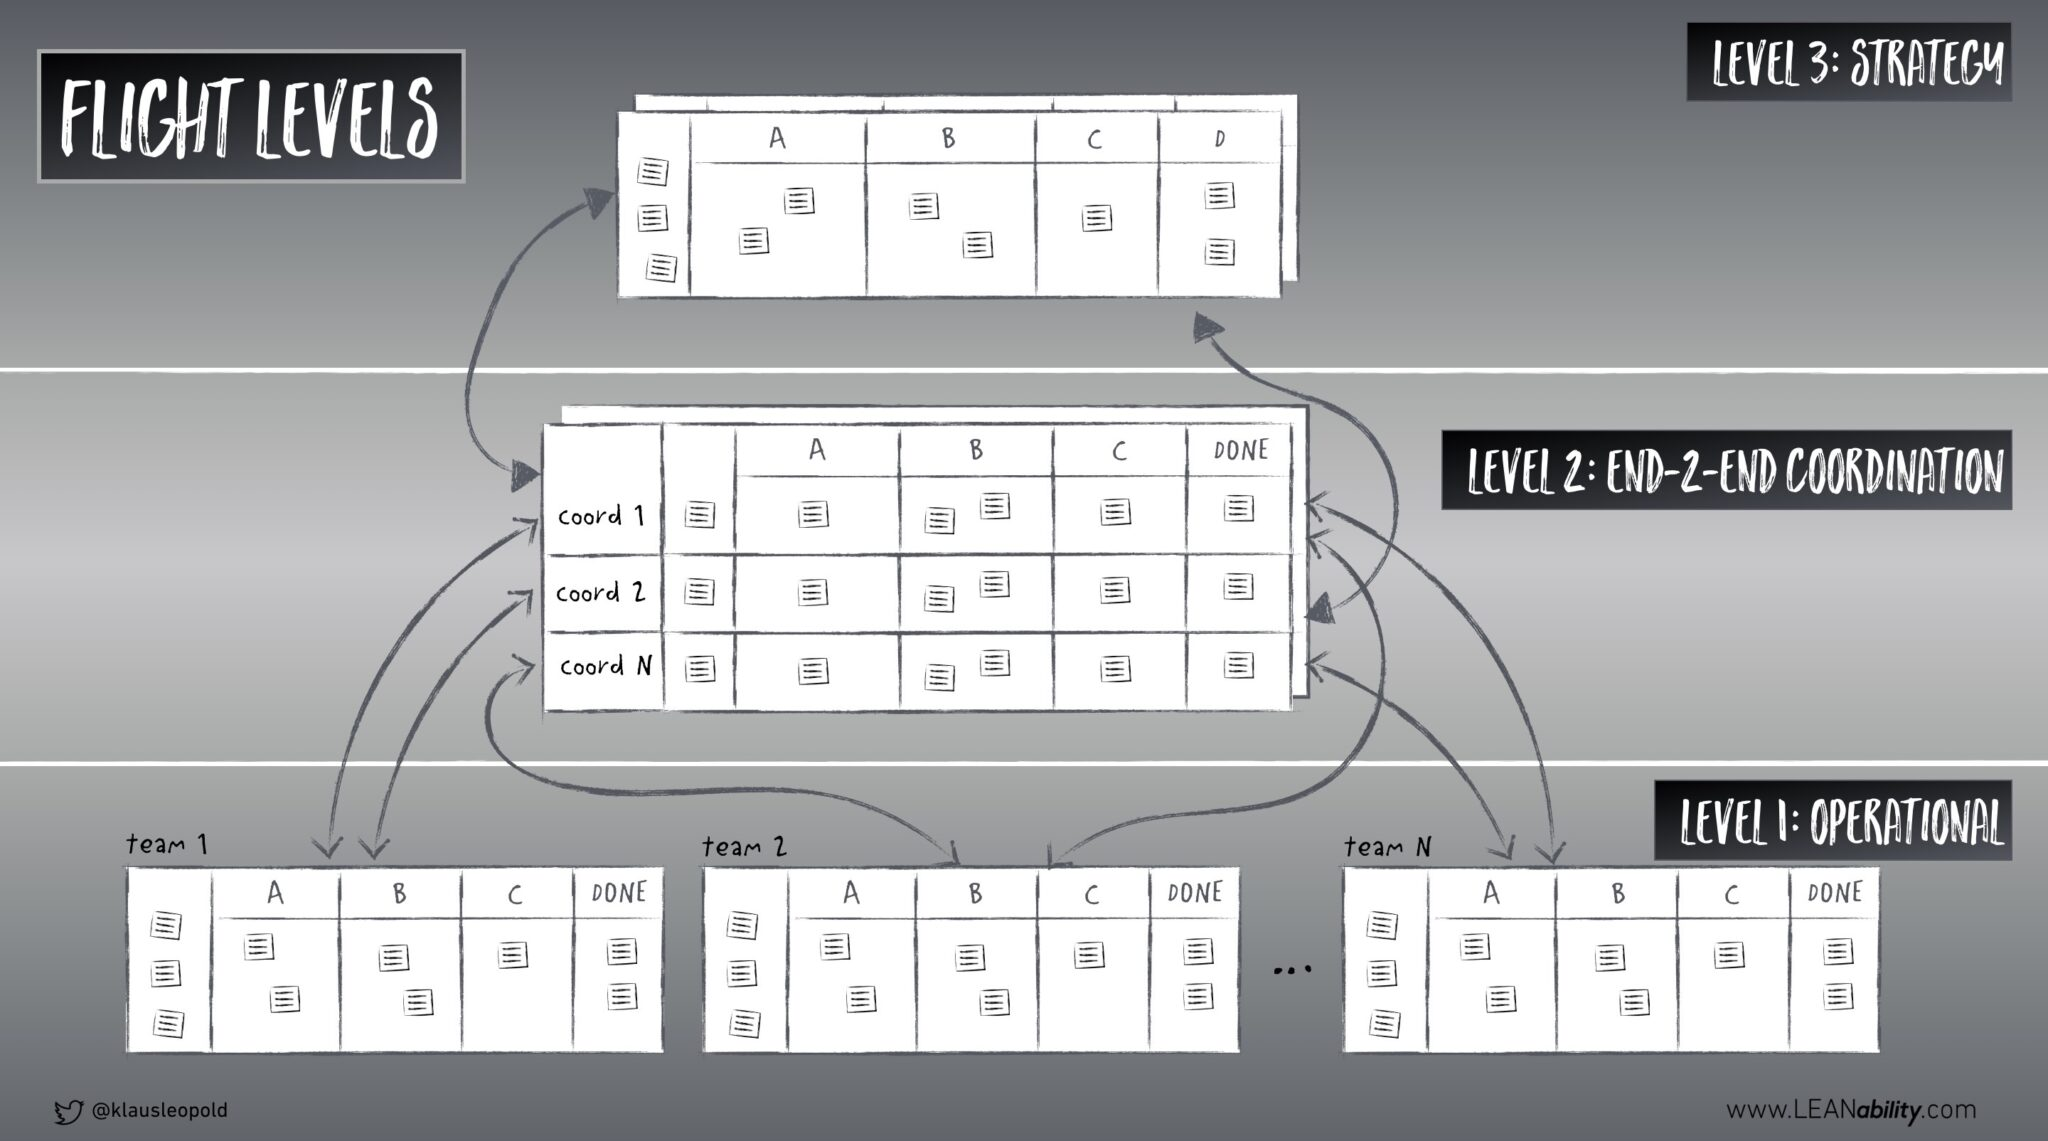 FLIGHT LEVELS
LEVEL 3: STRATEGY
A B C D
LEVEL 2: END-2-END COORDINATION
A B C DONE
coord 1
coord 2
coord N
LEVEL 1: OPERATIONAL
team 1
A B C DONE
team 2
A B C DONE
...
team N
A B C DONE
@klausleopold
www.LEANability.com